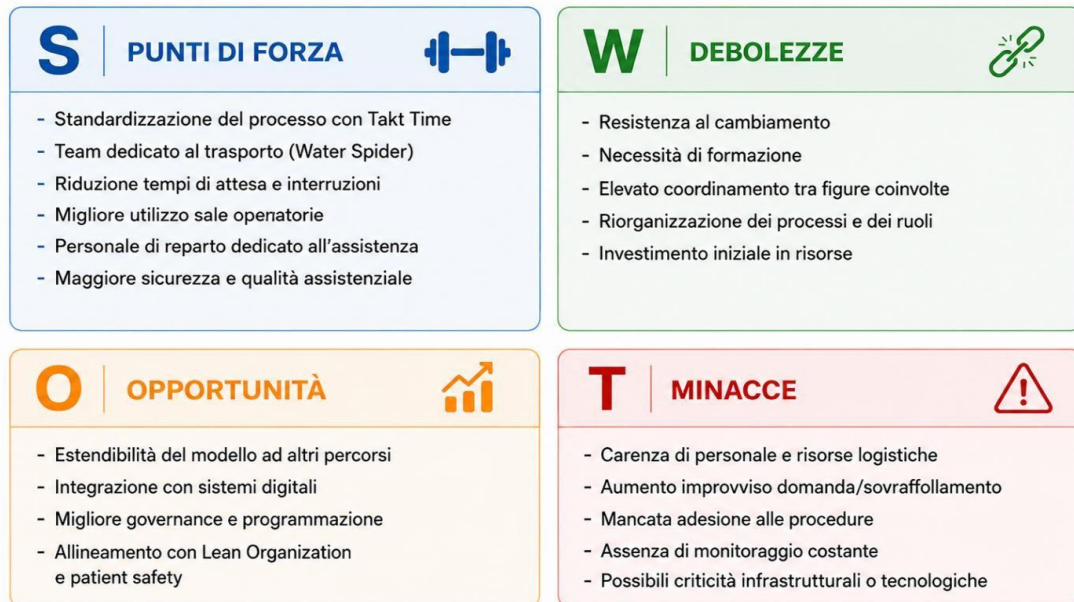 S
PUNTI DI FORZA
- Standardizzazione del processo con Takt Time
- Team dedicato al trasporto (Water Spider)
- Riduzione tempi di attesa e interruzioni
- Migliore utilizzo sale openatorie
- Personale di reparto dedicato all'assistenza
- Maggiore sicurezza e qualità assistenziale
W
DEBOLEZZE
- Resistenza al cambiamento
- Necessità di formazione
- Elevato coordinamento tra figure coinvolte
- Riorganizzazione dei processi e dei ruoli
- Investimento iniziale in risorse
O
OPPORTUNITÀ
- Estendibilità del modello ad altri percorsi
- Integrazione con sistemi digitali
- Migliore governance e programmazione
- Allineamento con Lean Organization
e patient safety
T
MINACCE
- Carenza di personale e risorse logistiche
- Aumento improvviso domanda/sovraffollamento
- Mancata adesione alle procedure
- Assenza di monitoraggio costante
- Possibili criticità infrastrutturali o tecnologiche